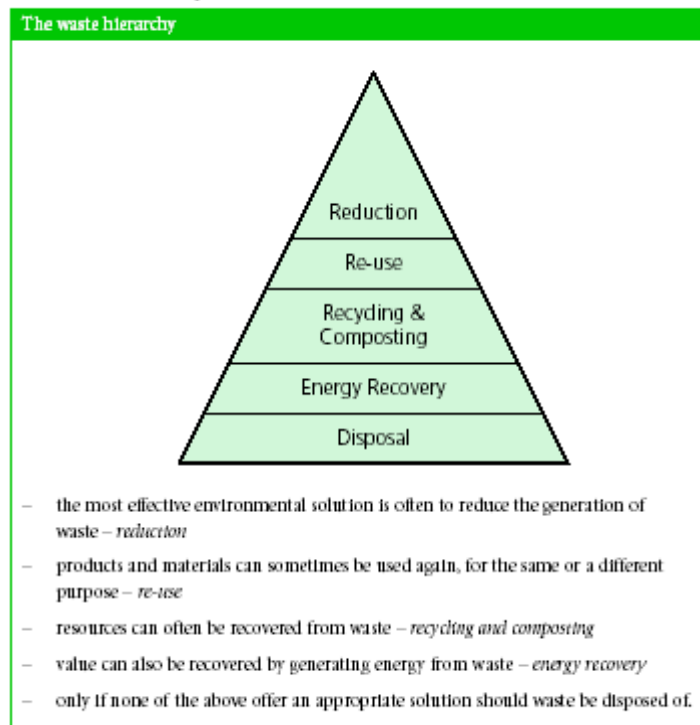 The waste hierarchy
Reduction
Re-use
Recycling &
Composting
Energy Recovery
Disposal
– the most effective environmental solution is often to reduce the generation of
waste – reduction
– products and materials can sometimes be used again, for the same or a different
purpose – re-use
– resources can often be recovered from waste – recycling and composting
– value can also be recovered by generating energy from waste – energy recovery
– only if none of the above offer an appropriate solution should waste be disposed of.